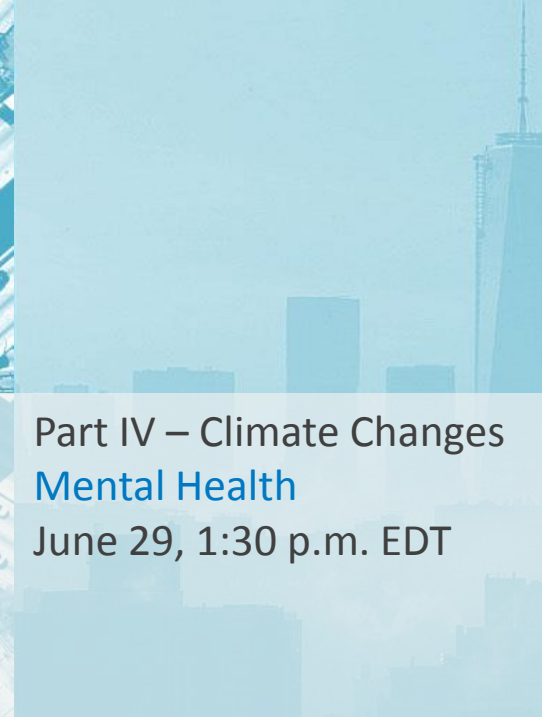 Part IV – Climate Changes
Mental Health
June 29, 1:30 p.m. EDT